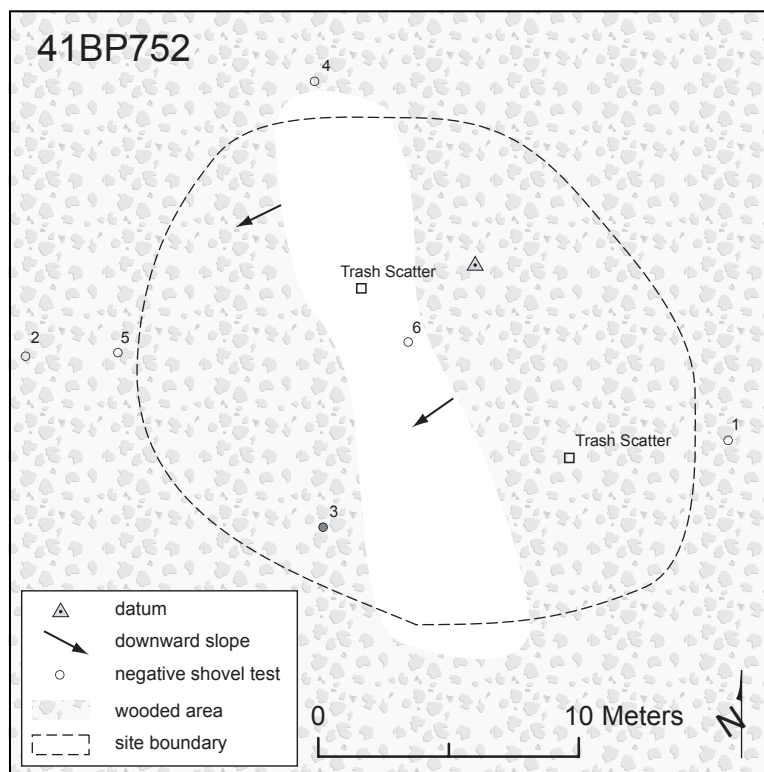 41BP752
4
Trash Scatter
6
2
5
1
Trash Scatter
3
datum
downward slope
negative shovel test
wooded area
site boundary
0 10 Meters
N